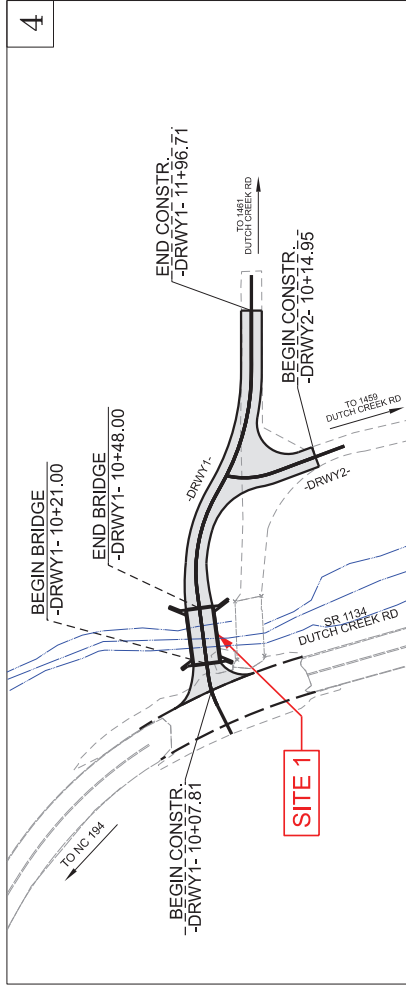 4
BEGIN BRIDGE
-DRWY1- 10+21.00
END BRIDGE
-DRWY1- 10+48.00
END CONSTR.
-DRWY1- 11+96.71
TO 1461
DUTCH CREEK RD
BEGIN CONSTR.
-DRWY2- 10+14.95
TO 1459
DUTCH CREEK RD
-DRWY1-
-DRWY2-
SR 1134
DUTCH CREEK RD
TO NC 194
BEGIN CONSTR.
-DRWY1- 10+07.81
SITE 1